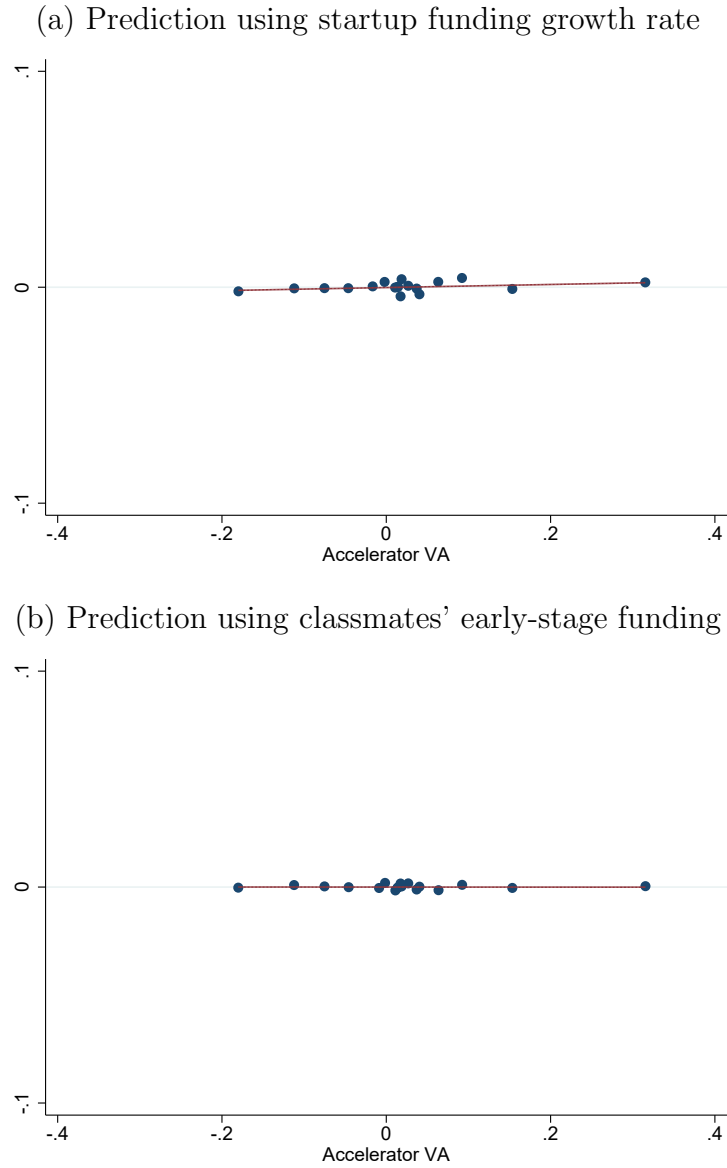 (a) Prediction using startup funding growth rate
.1
0
-.1
-.4 -.2 0 .2 .4
Accelerator VA
(b) Prediction using classmates’ early-stage funding
.1
0
-.1
-.4 -.2 0 .2 .4
Accelerator VA